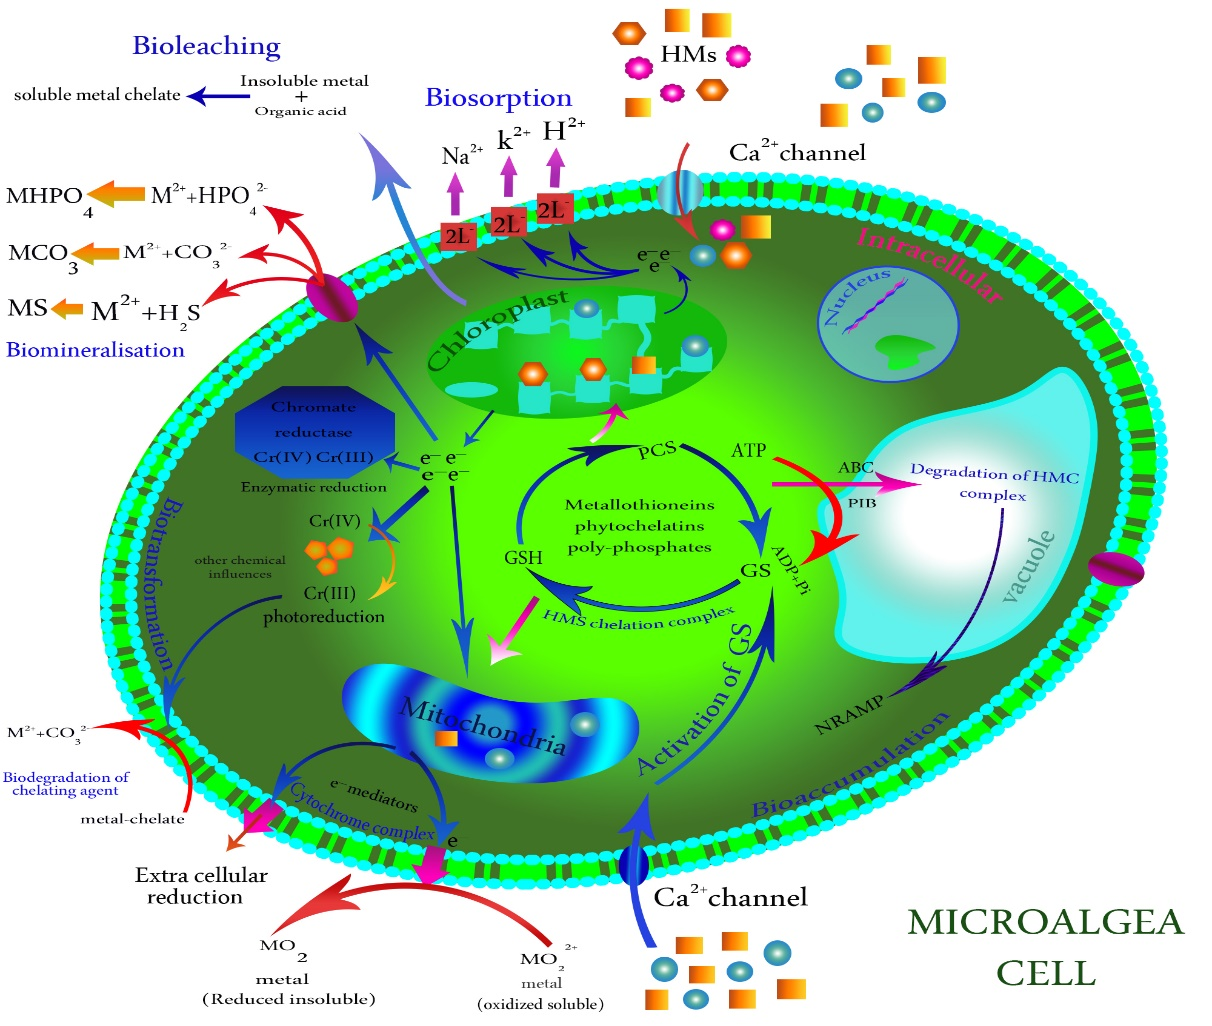 Bioleaching
soluble metal chelate
Insoluble metal
+
Organic acid
Biosorption
HMs
Na²⁺
k²⁺
H²⁺
Ca²⁺channel
MHPO₄
M²⁺+HPO₄²⁻
MCO₃
M²⁺+CO₃²⁻
MS
M²⁺+H₂S
Biomineralisation
2L⁻
2L⁻
2L⁻
e⁻e⁻
e
Intracellular
Nucleus
Chloroplast
Chromate
reductase
Cr(IV) Cr(III)
Enzymatic reduction
e⁻ e⁻
e⁻e⁻
Cr(IV)
other chemical
influences
Cr(III)
photoreduction
Biotransformation
PCS
ATP
Metallothioneins
phytochelatins
poly-phosphates
GSH
GS
ADP+Pi
HMS chelation complex
ABC
PIB
Degradation of HMC
complex
vacuole
NRAMP
Bioaccumulation
Activation of GS
Mitochondria
e⁻mediators
Cytochrome complex
e⁻
M²⁺+CO₃²⁻
Biodegradation of
chelating agent
metal-chelate
Extra cellular
reduction
MO₂
metal
(Reduced insoluble)
MO₂²⁺
metal
(oxidized soluble)
Ca²⁺channel
MICROALGEA
CELL